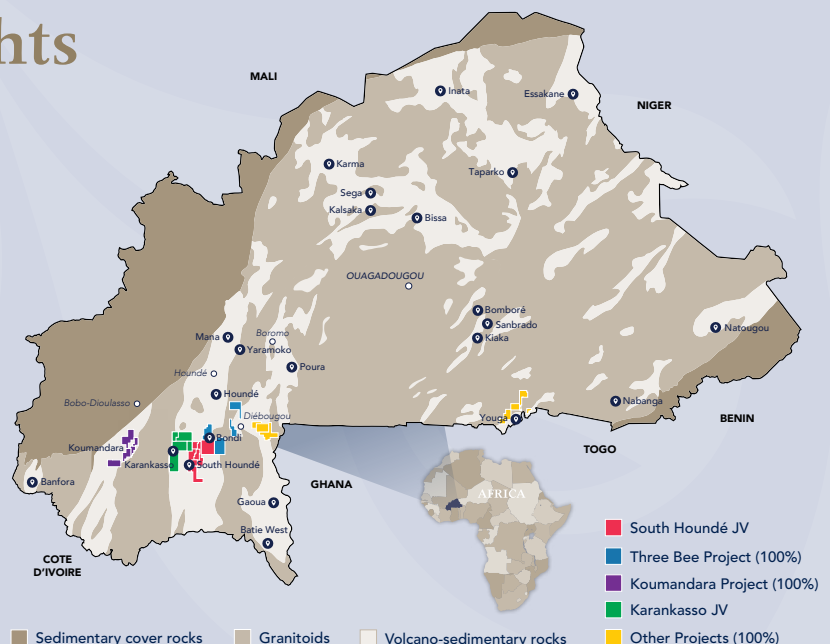 hts
MALI
Inata
Essakane
NIGER
Karma
Taparko
Sega
Kalsaka
Bissa
OUAGADOUGOU
Bomboré
Sanbrado
Kiaka
Natougou
Mana
Boromo
Yaramoko
Poura
Houndé
Houndé
Nabanga
Bobo-Dioulasso
Diébougou
Youga
BENIN
Bondi
Koumandara
TOGO
Karankasso
South Houndé
Banfora
GHANA
AFRICA
Gaoua
Batie West
COTE
D'IVOIRE
South Houndé JV
Three Bee Project (100%)
Koumandara Project (100%)
Karankasso JV
Other Projects (100%)
Sedimentary cover rocks
Granitoids
Volcano-sedimentary rocks